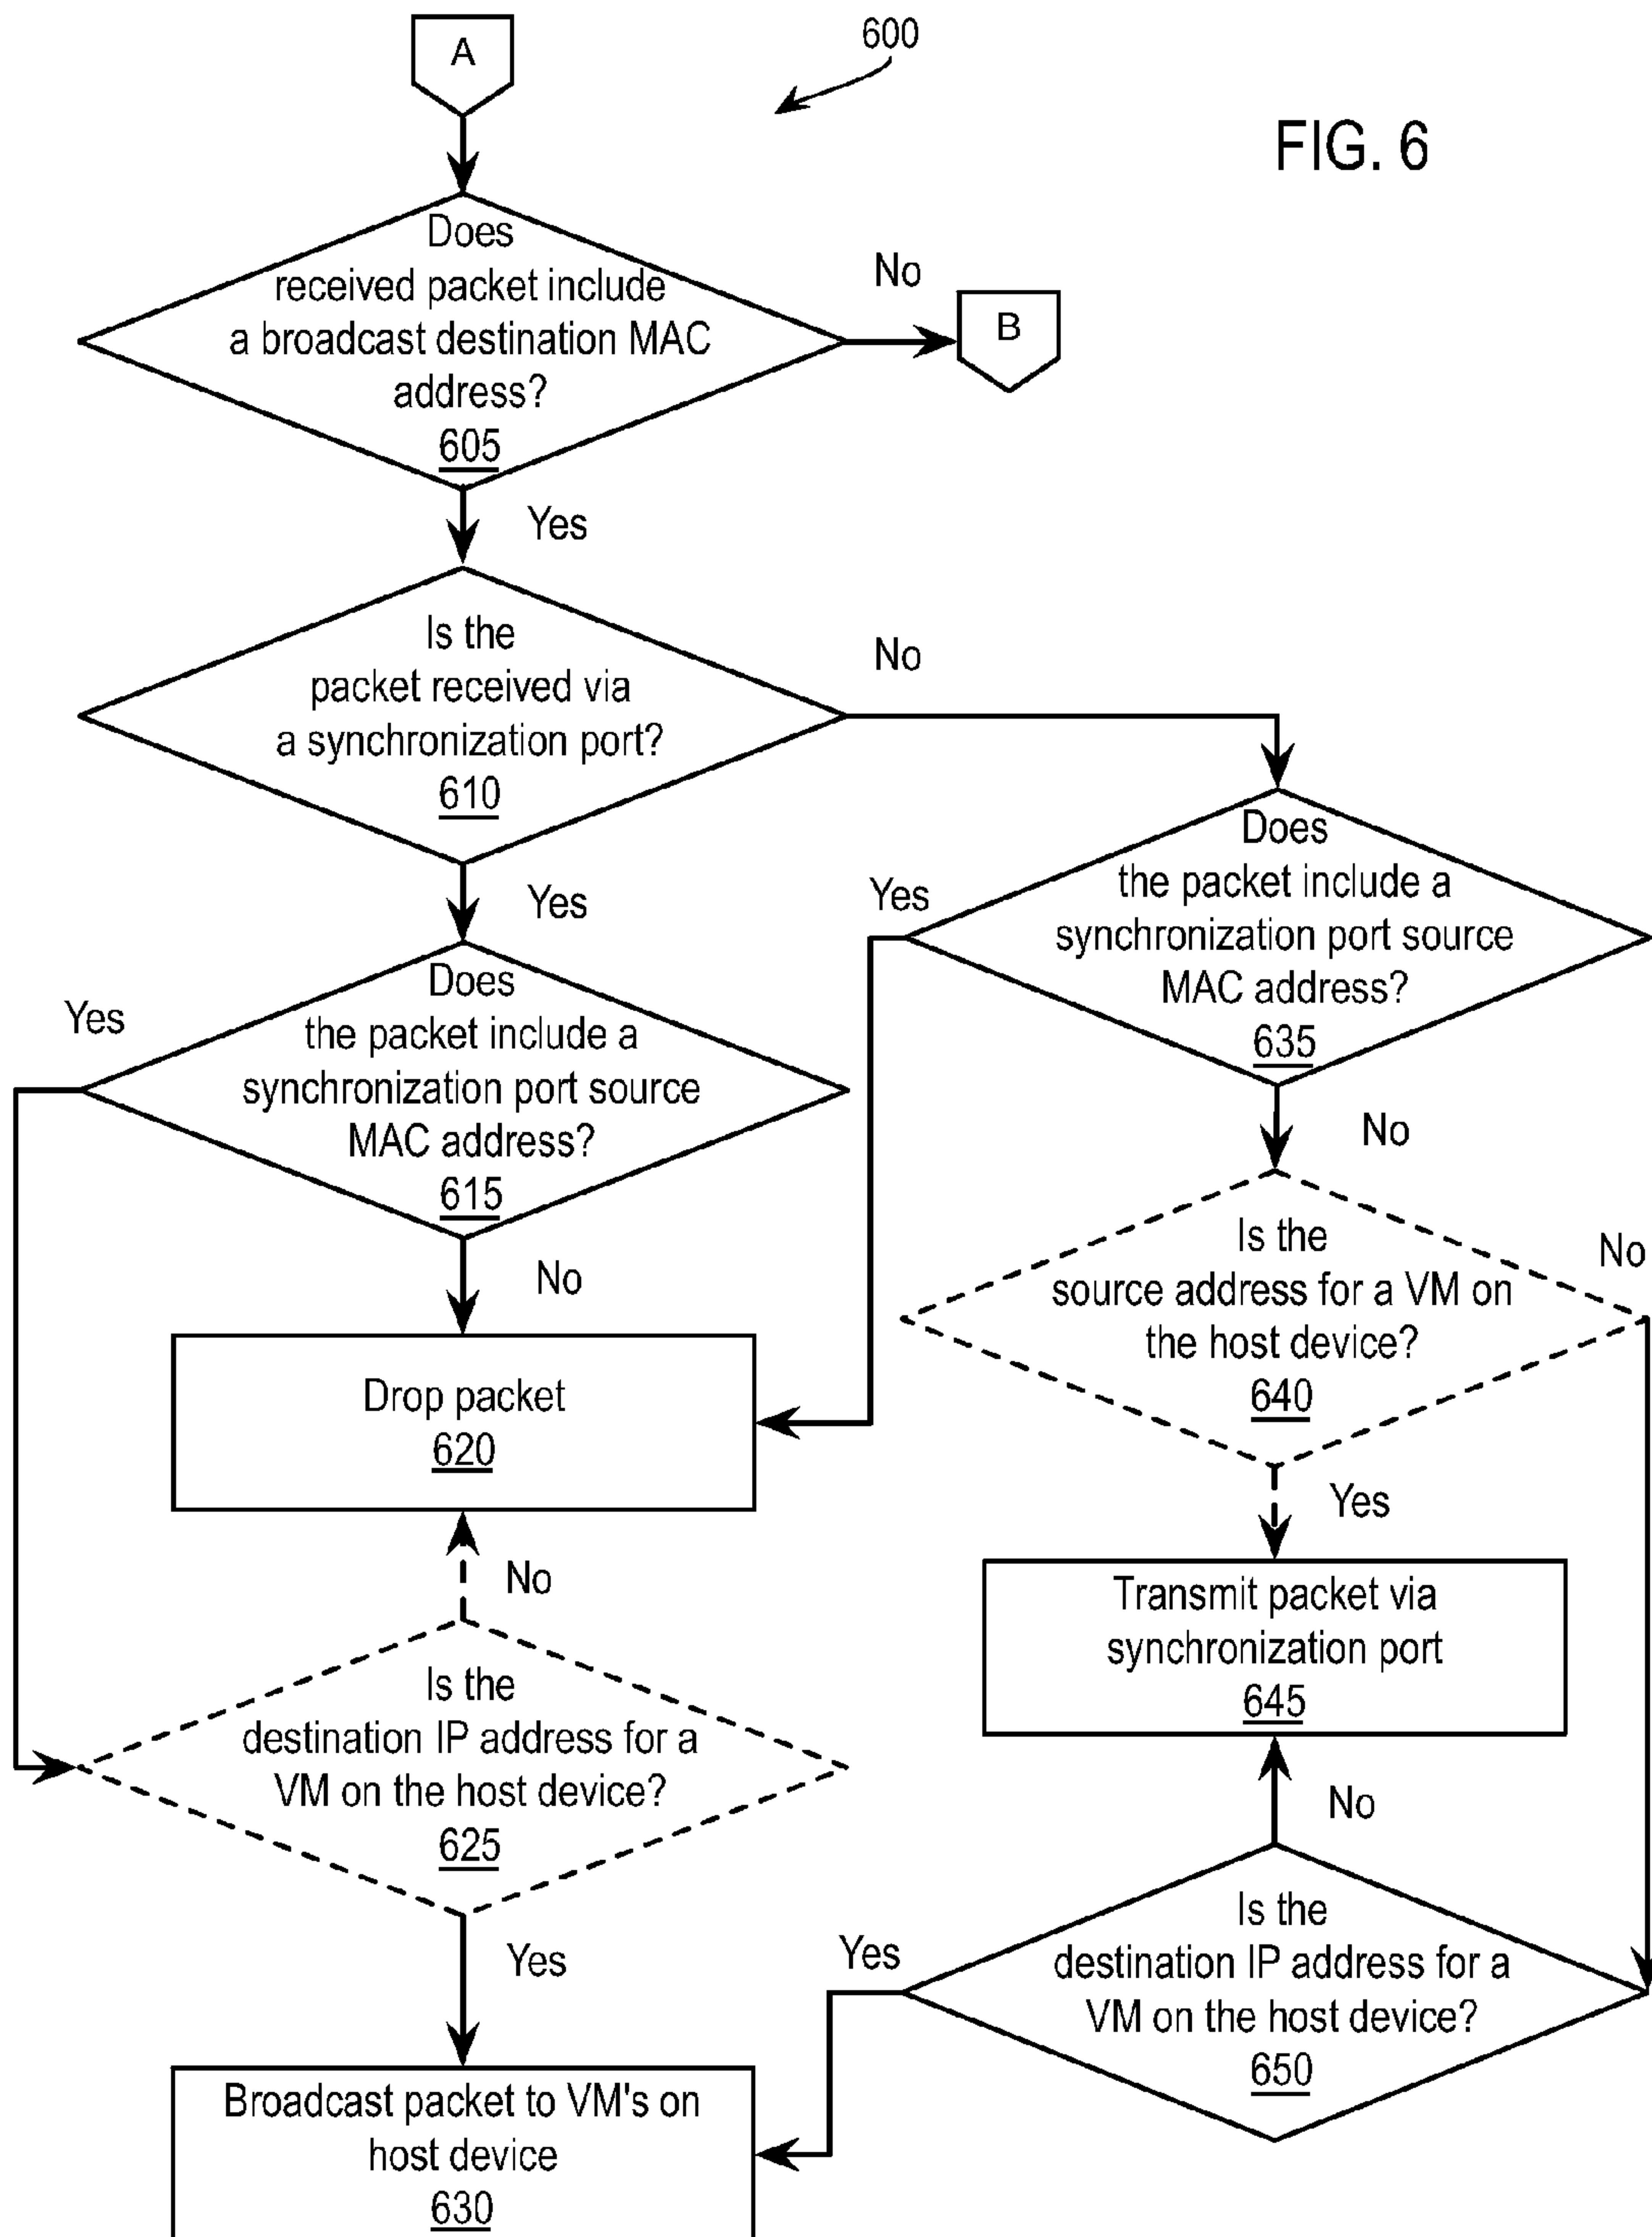 A
600
FIG. 6
Does
received packet include
a broadcast destination MAC
address?
605
No
B
Yes
Is the
packet received via
a synchronization port?
610
No
Yes
Does
the packet include a
synchronization port source
MAC address?
635
Yes
Does
the packet include a
synchronization port source
MAC address?
615
Yes
No
No
Is the
source address for a VM on
the host device?
640
No
Drop packet
620
Yes
No
Transmit packet via
synchronization port
645
Is the
destination IP address for a
VM on the host device?
625
No
Yes
Is the
destination IP address for a
VM on the host device?
650
Yes
Broadcast packet to VM's on
host device
630